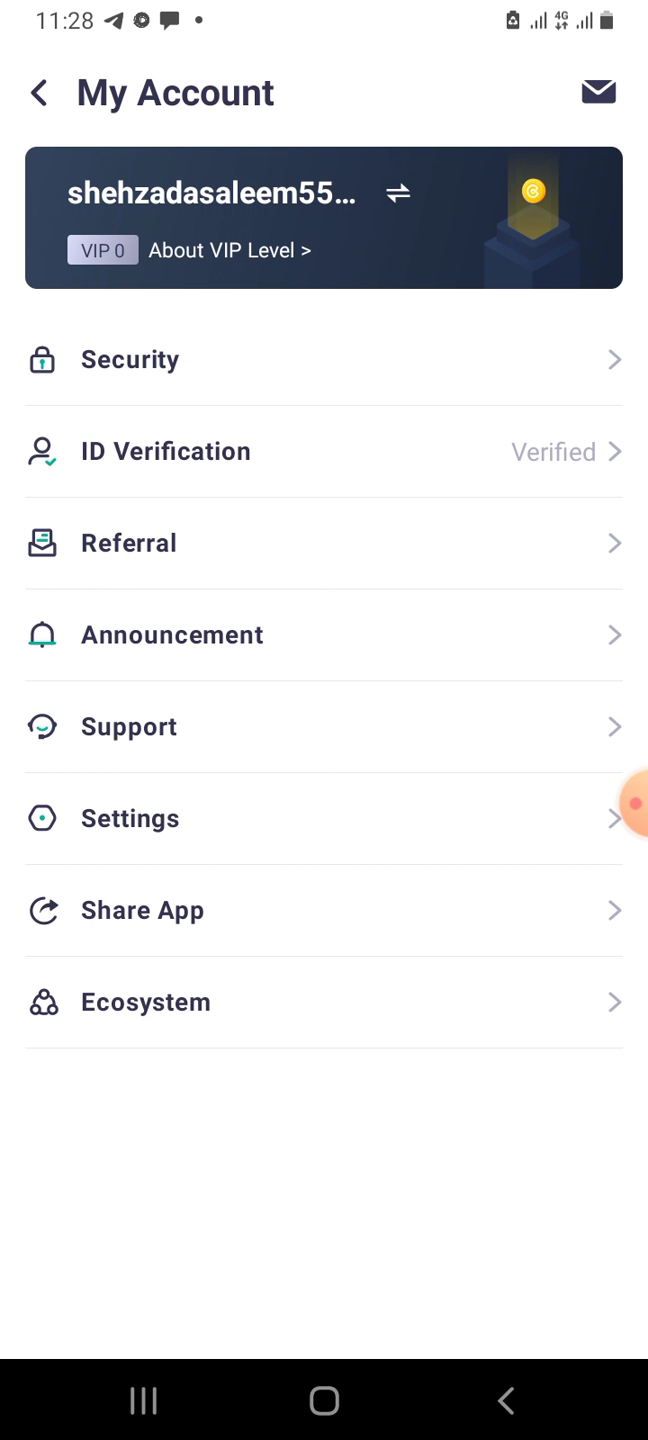 11:28
4G
My Account
shehzadasaleem55...
VIP 0 About VIP Level >
Security
ID Verification Verified
Referral
Announcement
Support
Settings
Share App
Ecosystem